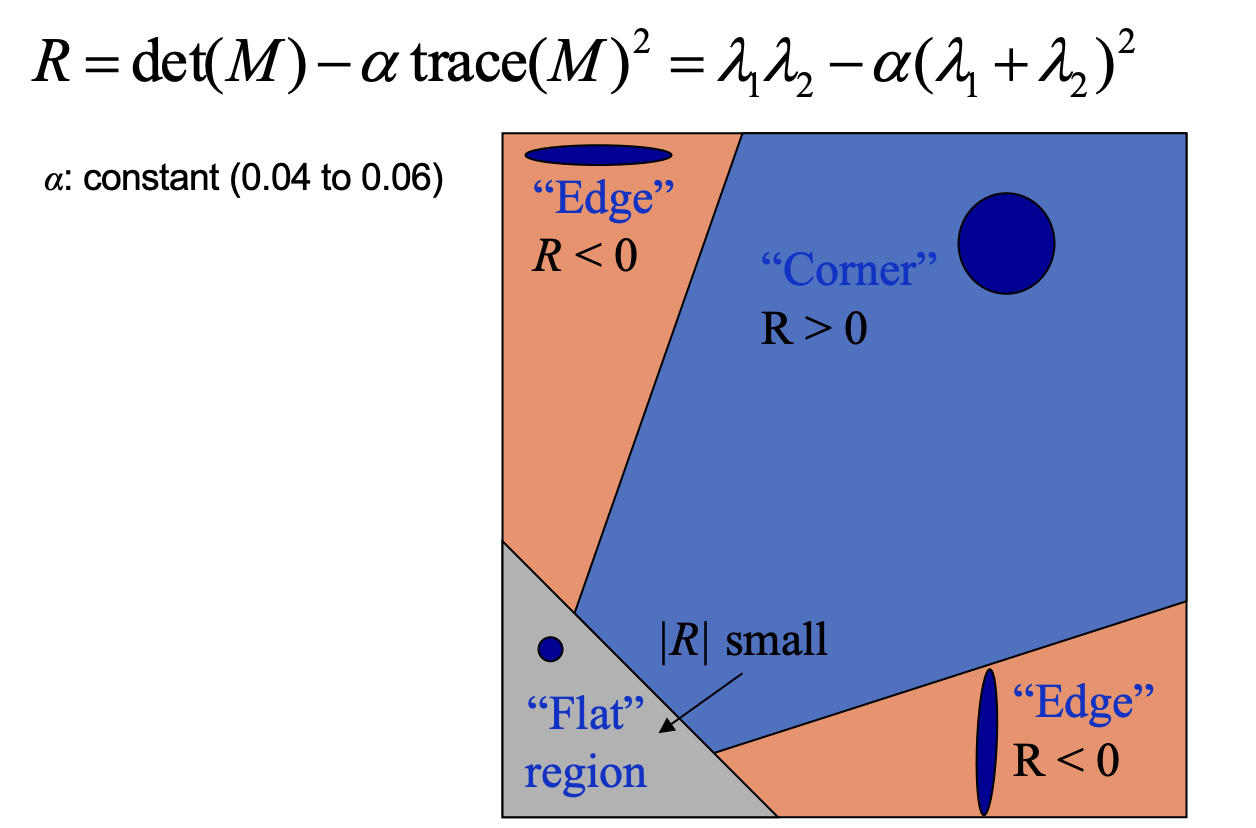 R = det(M) − α trace(M)² = λ₁λ₂ − α(λ₁ + λ₂)²
α: constant (0.04 to 0.06)
“Edge”
R < 0
“Corner”
R > 0
|R| small
“Flat”
region
“Edge”
R < 0